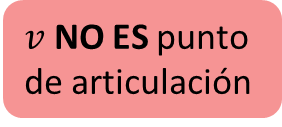 𝑣 NO ES punto
de articulación